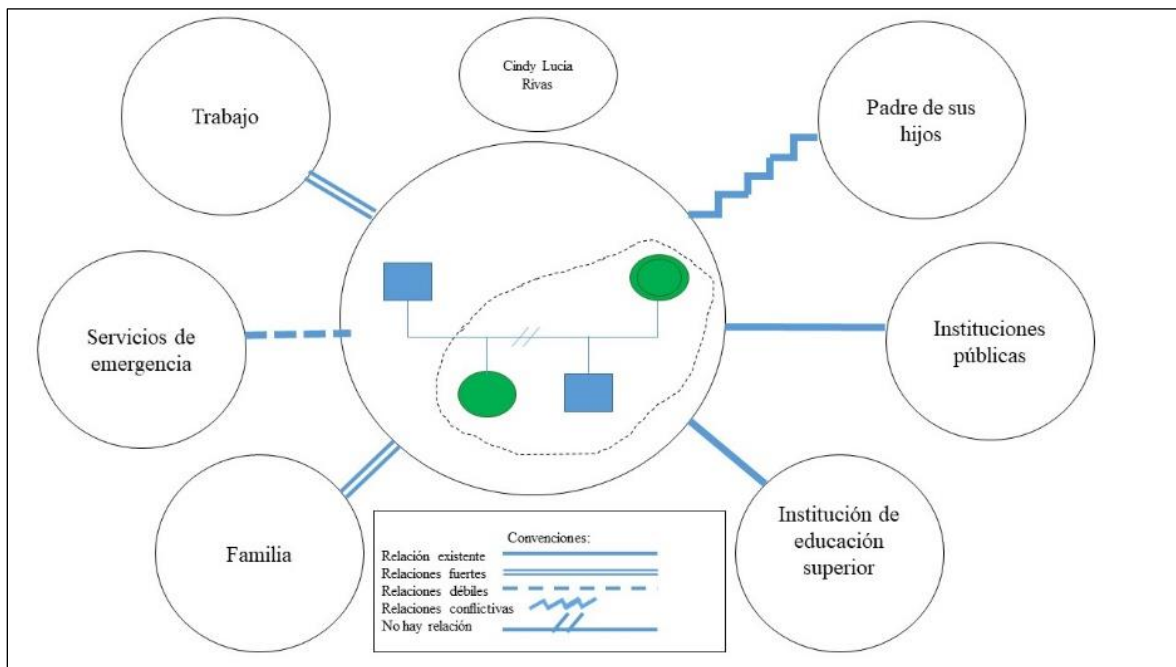 Cindy Lucía
Rivas
Trabajo
Padre de sus
hijos
Servicios de
emergencia
Instituciones
públicas
Familia
Institución de
educación
superior
Convenciones:
Relación existente
Relaciones fuertes
Relaciones débiles
Relaciones conflictivas
No hay relación